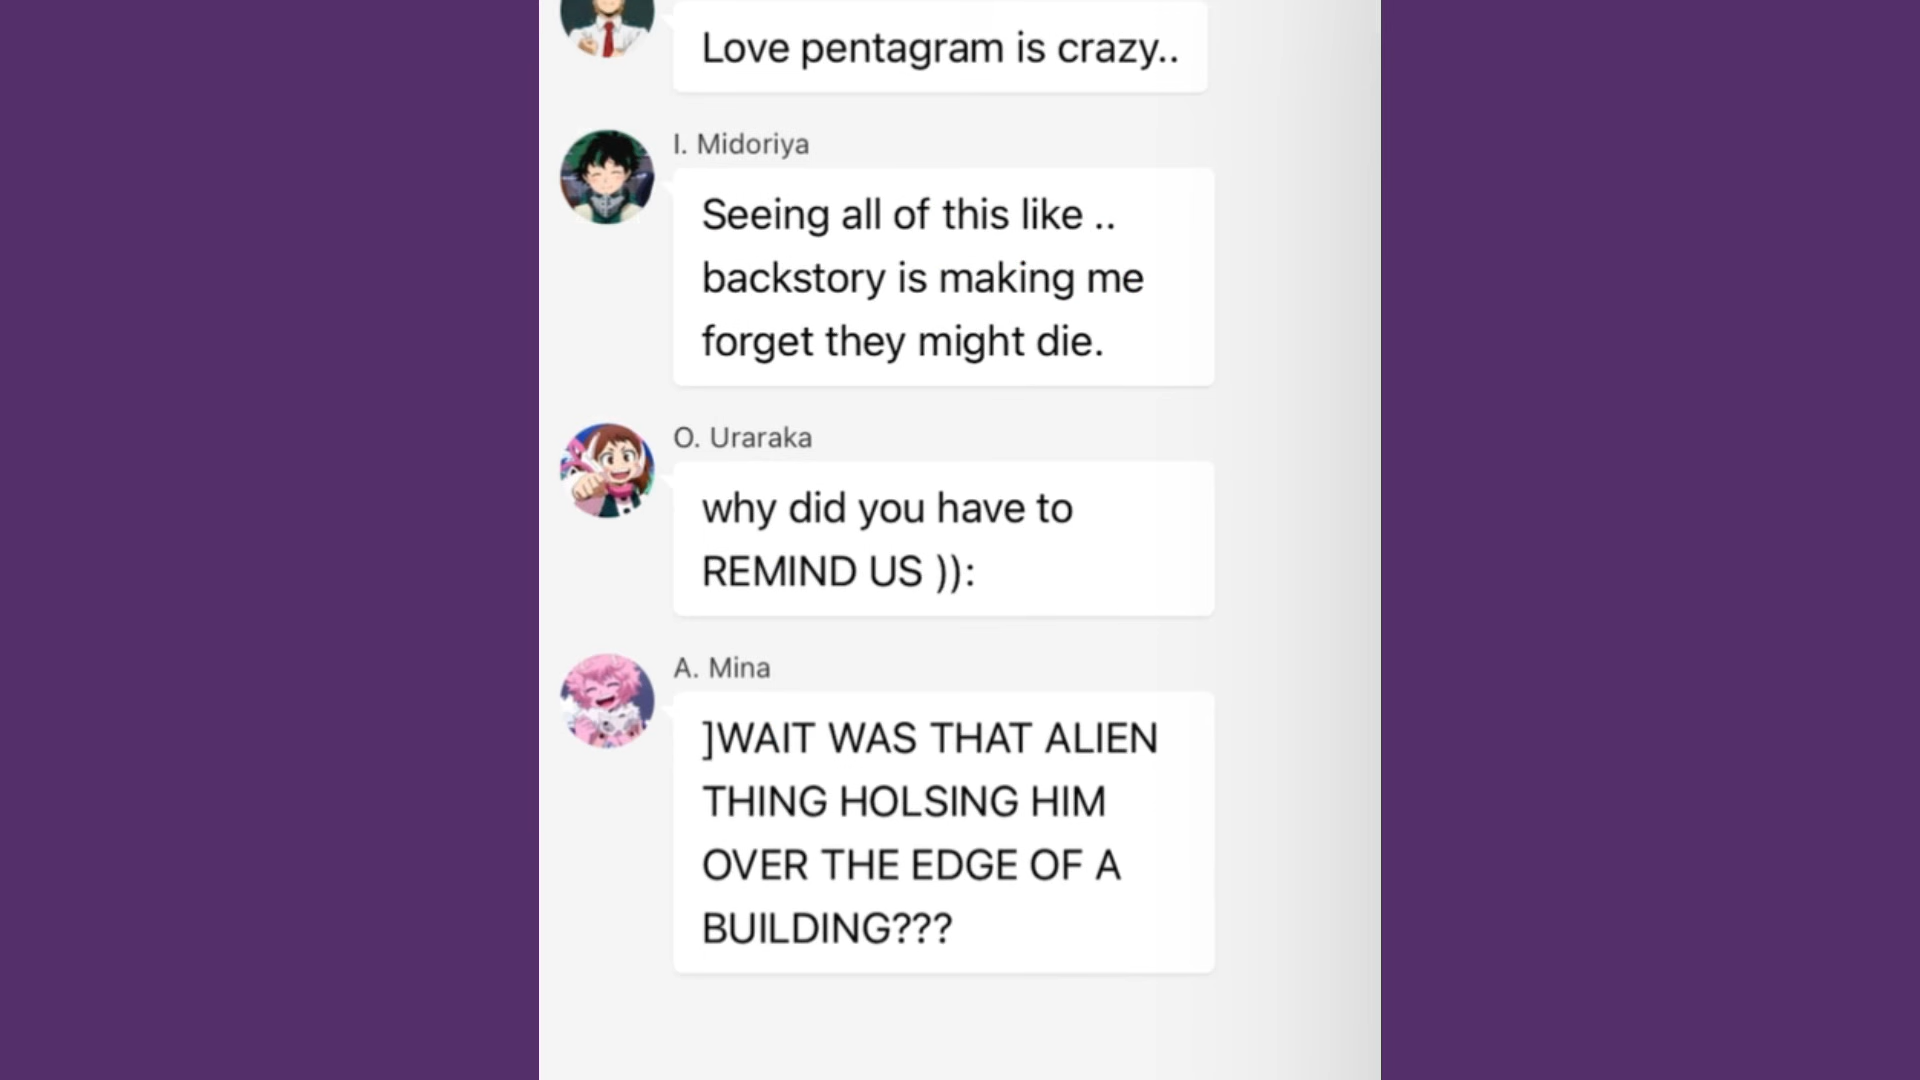 Love pentagram is crazy..
I. Midoriya
Seeing all of this like ..
backstory is making me
forget they might die.
O. Uraraka
why did you have to
REMIND US )):
A. Mina
]WAIT WAS THAT ALIEN
THING HOLSING HIM
OVER THE EDGE OF A
BUILDING???